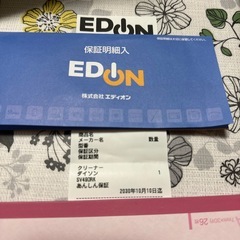 EDION
保証明細入
EDION
株式会社 エディオン
商品名
メーカー名 数量
型番
保証区分
保証期間
クリーナー
ダイソン 1
あんしん保証
2030年10月10日迄